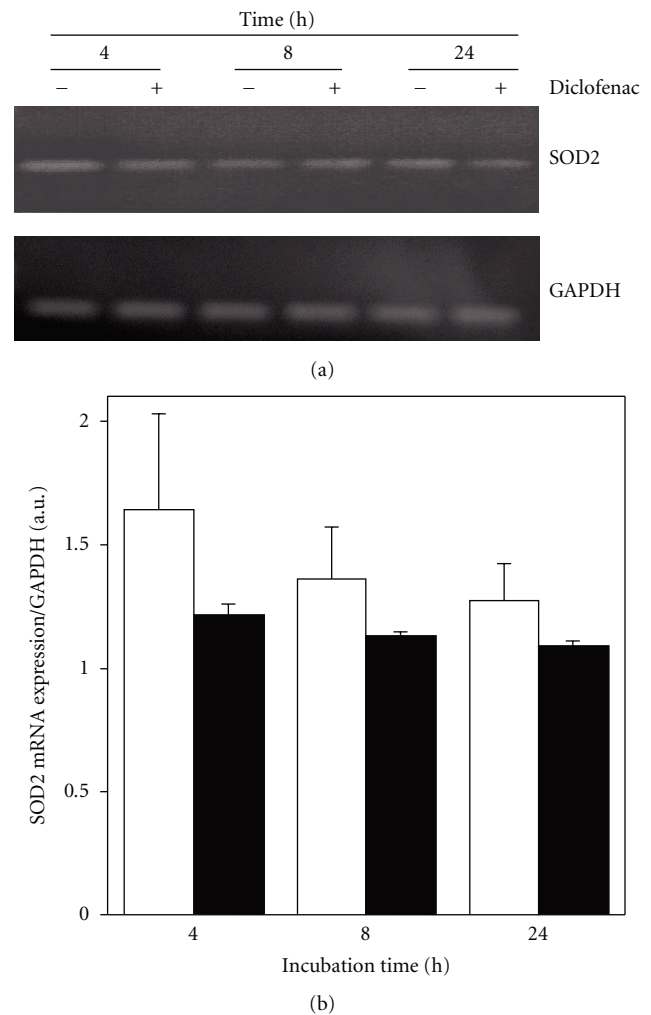 Time (h)
4 8 24
− + − + − + Diclofenac
SOD2
GAPDH
(a)
2
1.5
1
0.5
0
SOD2 mRNA expression/GAPDH (a.u.)
4 8 24
Incubation time (h)
(b)